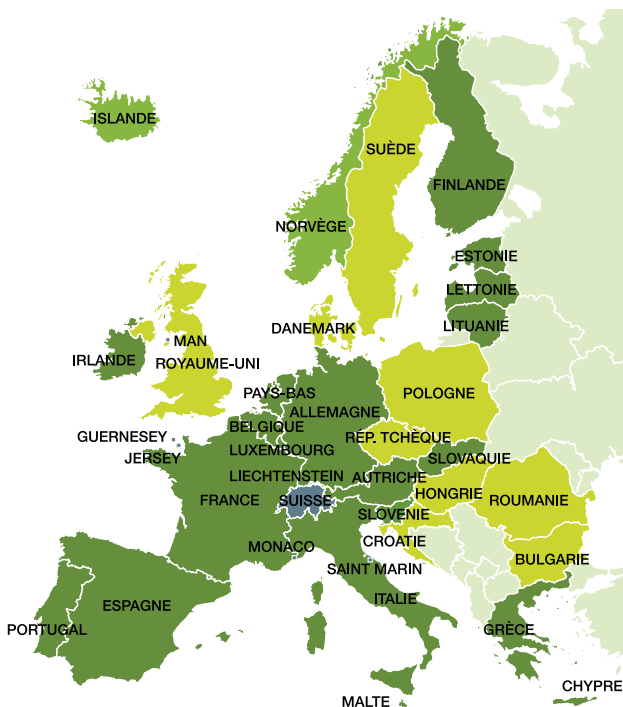 ISLANDE
SUÈDE
FINLANDE
NORVÈGE
ESTONIE
LETTONIE
LITUANIE
DANEMARK
MAN
IRLANDE
ROYAUME-UNI
PAYS-BAS
POLOGNE
ALLEMAGNE
BELGIQUE
GUERNESEY
RÉP. TCHÈQUE
LUXEMBOURG
JERSEY
SLOVAQUIE
LIECHTENSTEIN
AUTRICHE
FRANCE
SUISSE
HONGRIE
ROUMANIE
SLOVENIE
CROATIE
MONACO
BULGARIE
SAINT MARIN
ITALIE
ESPAGNE
PORTUGAL
GRÈCE
CHYPRE
MALTE